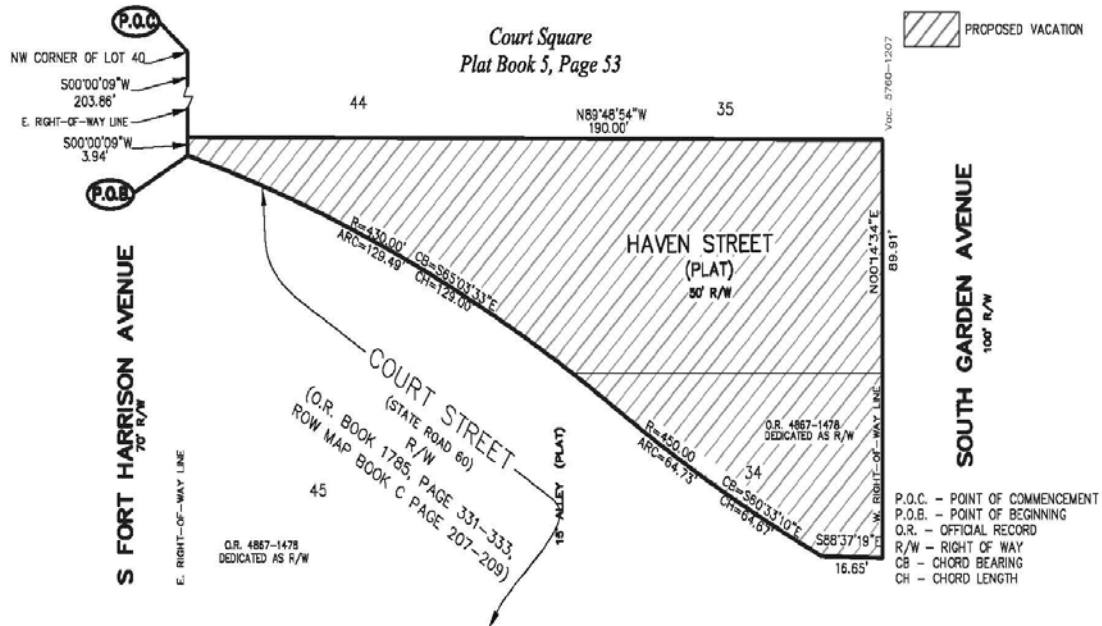 P.O.C.
NW CORNER OF LOT 40
S00°00'09"W
203.86'
E. RIGHT-OF-WAY LINE
S00°00'09"W
3.94'
P.O.B.
Court Square
Plat Book 5, Page 53
44
N89°48'54"W
190.00'
35
Vac. 5760-1207
PROPOSED VACATION
S FORT HARRISON AVENUE
70' R/W
E. RIGHT-OF-WAY LINE
R=430.00' CB=S65°03'33"E
ARC=129.49' CH=129.00'
HAVEN STREET
(PLAT)
50' R/W
N00°14'34"E
89.91'
SOUTH GARDEN AVENUE
100' R/W
COURT STREET
(STATE ROAD 60)
R/W
(O.R. BOOK 1785, PAGE 331-333,
ROW MAP BOOK C PAGE 207-209)
45
O.R. 4867-1478
DEDICATED AS R/W
15' ALLEY (PLAT)
R=450.00 CB=S60°33'10"E
ARC=64.73' CH=64.67'
34
O.R. 4867-1478
DEDICATED AS R/W
W. RIGHT-OF-WAY LINE
S88°37'19"E
16.65'
P.O.C. - POINT OF COMMENCEMENT
P.O.B. - POINT OF BEGINNING
O.R. - OFFICIAL RECORD
R/W - RIGHT OF WAY
CB - CHORD BEARING
CH - CHORD LENGTH